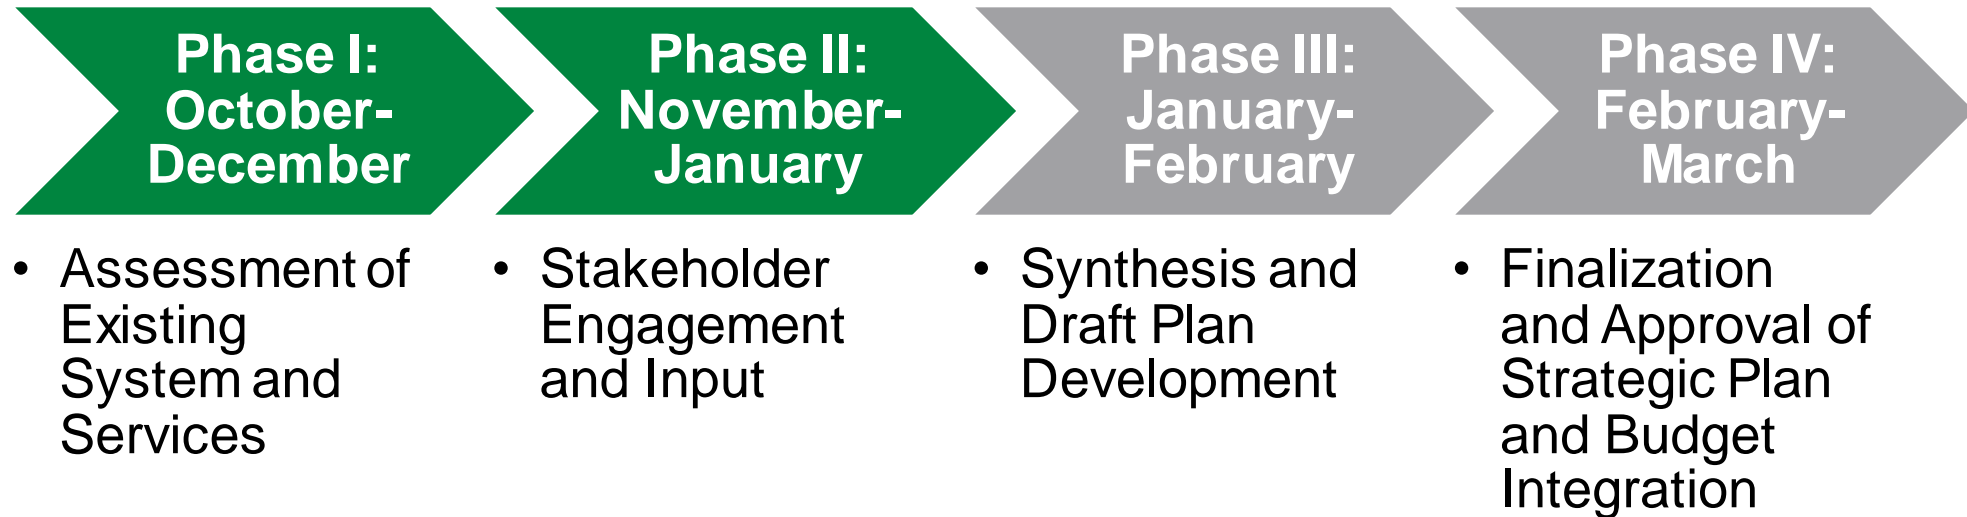 Phase I:
October-
December
Phase II:
November-
January
Phase III:
January-
February
Phase IV:
February-
March
• Assessment of
Existing
System and
Services
• Stakeholder
Engagement
and Input
• Synthesis and
Draft Plan
Development
• Finalization
and Approval of
Strategic Plan
and Budget
Integration